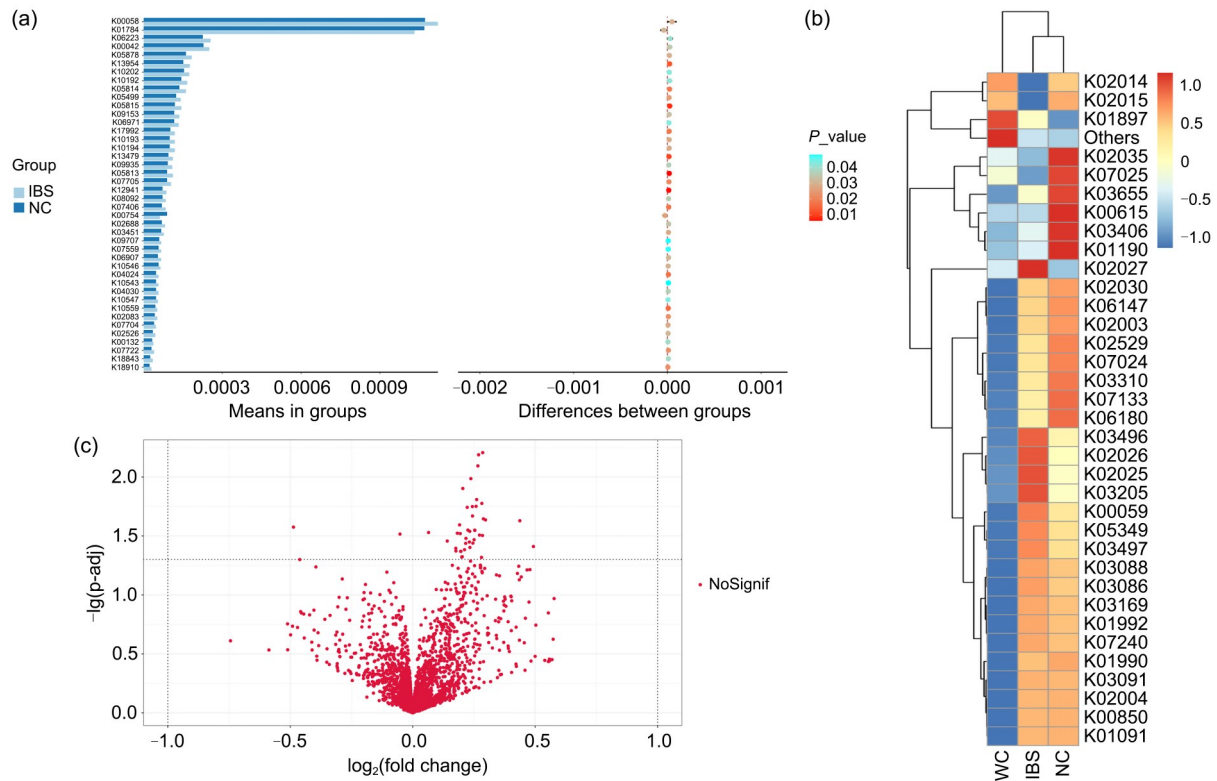 (a)
K00058
K01784
K06223
K00042
K05878
K13954
K10202
K10192
K05814
K05499
K05815
K09153
K06971
K17992
K10193
K10194
K13479
K09935
K05813
K07705
K12941
K08092
K07406
K00754
K02688
K03451
K09707
K07559
K06907
K10546
K04024
K10543
K04030
K10547
K10559
K02083
K07704
K02526
K00132
K07722
K18843
K18910
Group
IBS
NC
0.0003 0.0006 0.0009
Means in groups
−0.002 −0.001 0.000 0.001
Differences between groups
P_value
0.04
0.03
0.02
0.01
(b)
K02014
K02015
K01897
Others
K02035
K07025
K03655
K00615
K03406
K01190
K02027
K02030
K06147
K02003
K02529
K07024
K03310
K07133
K06180
K03496
K02026
K02025
K03205
K00059
K05349
K03497
K03088
K03086
K03169
K01992
K07240
K01990
K03091
K02004
K00850
K01091
WC IBS NC
1.0
0.5
0
−0.5
−1.0
(c)
2.0
1.5
1.0
0.5
0.0
−lg(p-adj)
−1.0 −0.5 0.0 0.5 1.0
log₂(fold change)
NoSignif